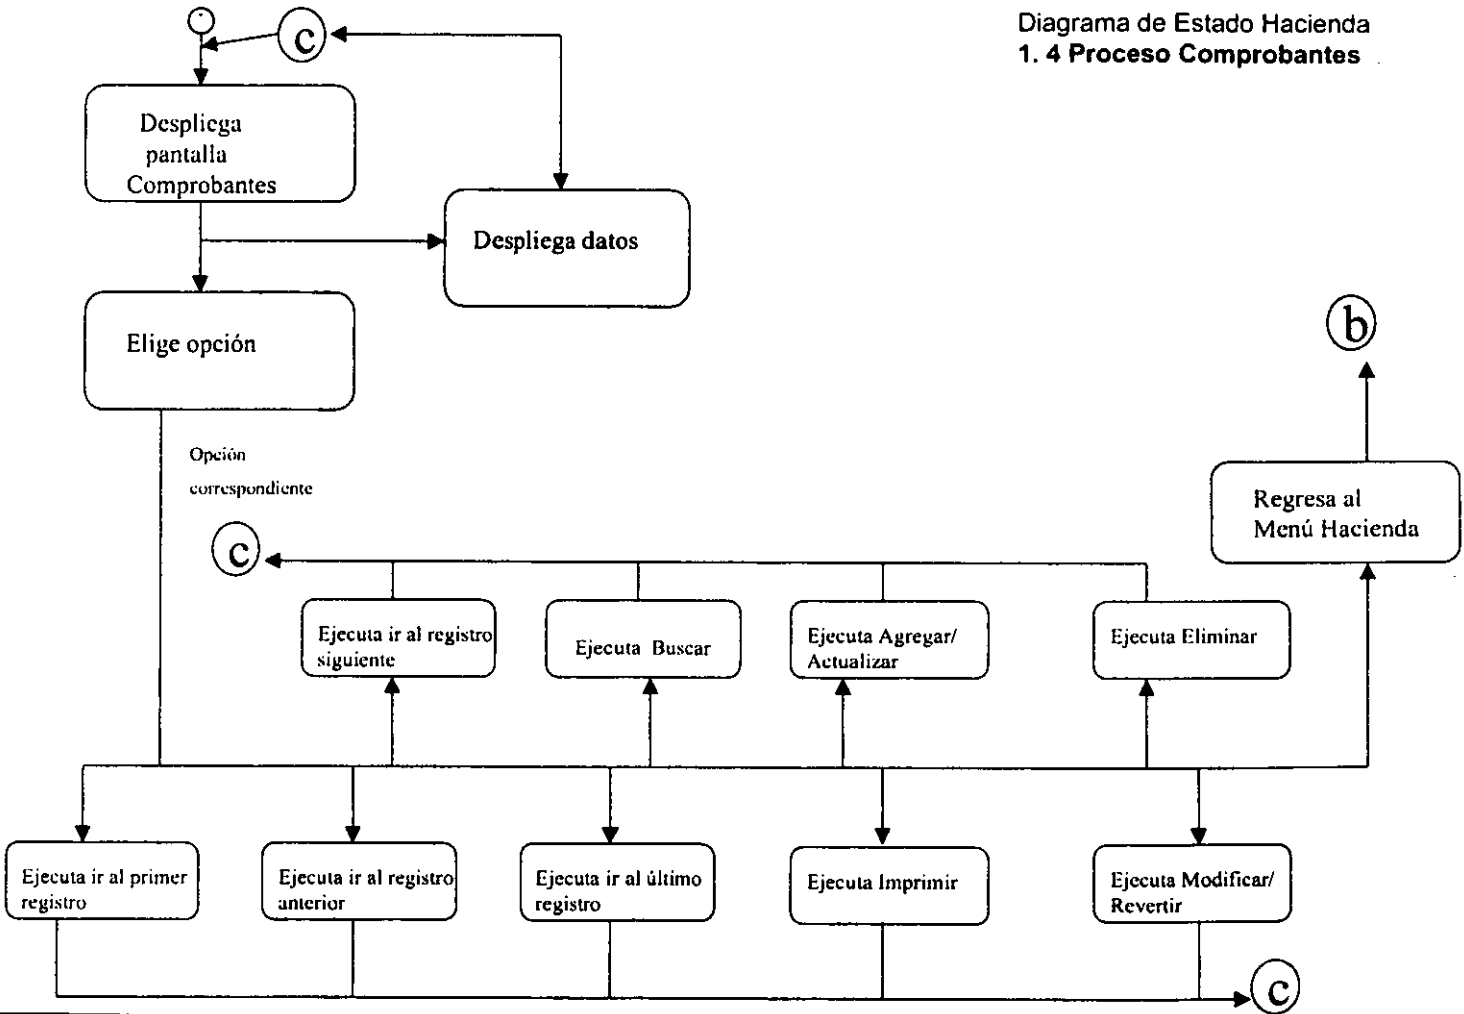 Diagrama de Estado Hacienda
1. 4 Proceso Comprobantes
c
Despliega
pantalla
Comprobantes
Despliega datos
Elige opción
b
Opción
correspondiente
Regresa al
Menú Hacienda
c
Ejecuta ir al registro
siguiente
Ejecuta Buscar
Ejecuta Agregar/
Actualizar
Ejecuta Eliminar
Ejecuta ir al primer
registro
Ejecuta ir al registro
anterior
Ejecuta ir al último
registro
Ejecuta Imprimir
Ejecuta Modificar/
Revertir
c